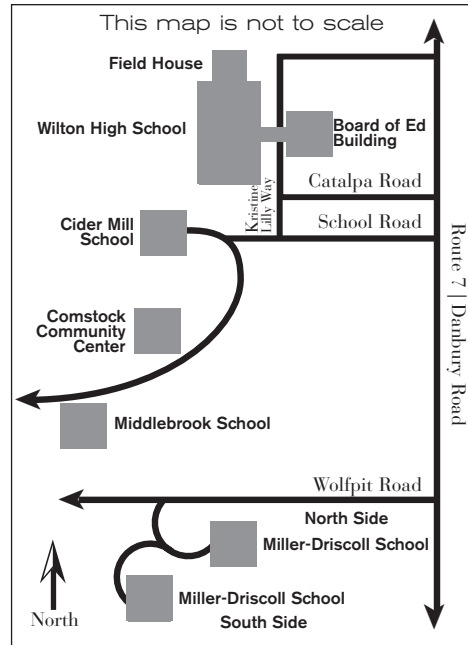 This map is not to scale
Field House
Wilton High School
Board of Ed
Building
Kristine
Lilly Way
Catalpa Road
School Road
Cider Mill
School
Route 7 | Danbury Road
Comstock
Community
Center
Middlebrook School
Wolfpit Road
North Side
Miller-Driscoll School
Miller-Driscoll School
South Side
North